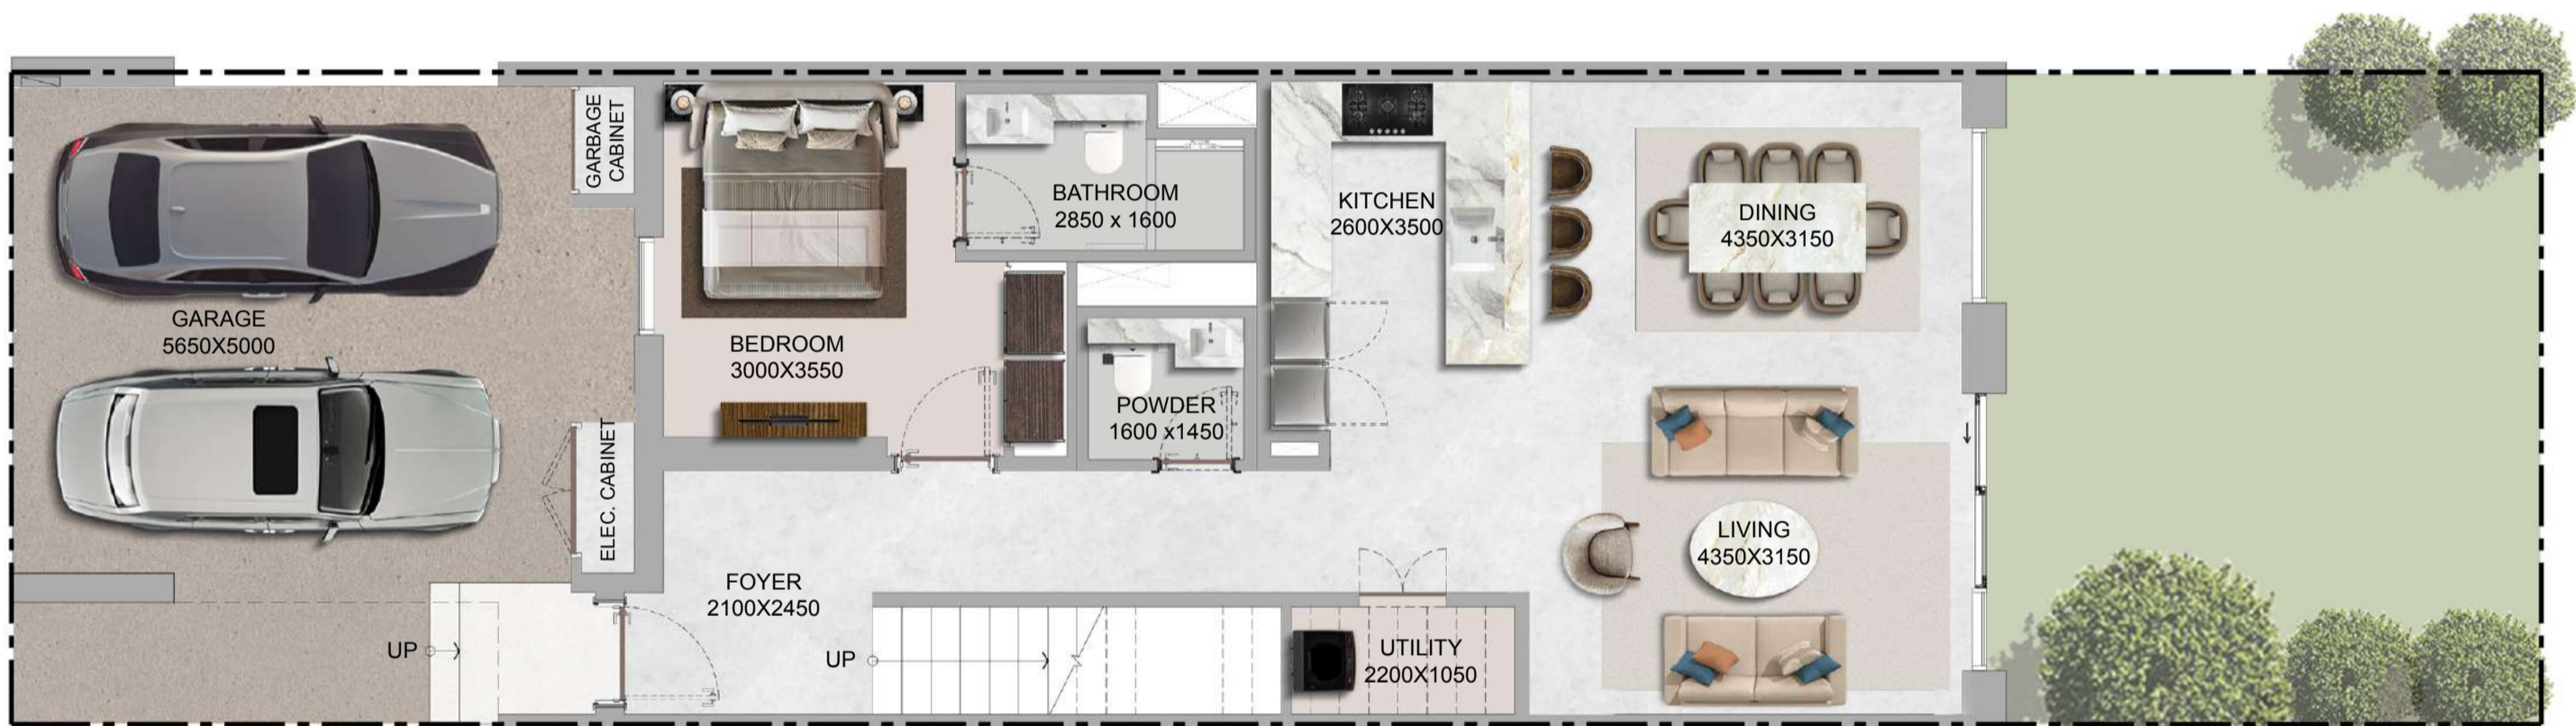 GARBAGE
CABINET
GARAGE
5650X5000
ELEC. CABINET
UP
BEDROOM
3000X3550
BATHROOM
2850 x 1600
POWDER
1600 x1450
FOYER
2100X2450
UP
KITCHEN
2600X3500
UTILITY
2200X1050
DINING
4350X3150
LIVING
4350X3150